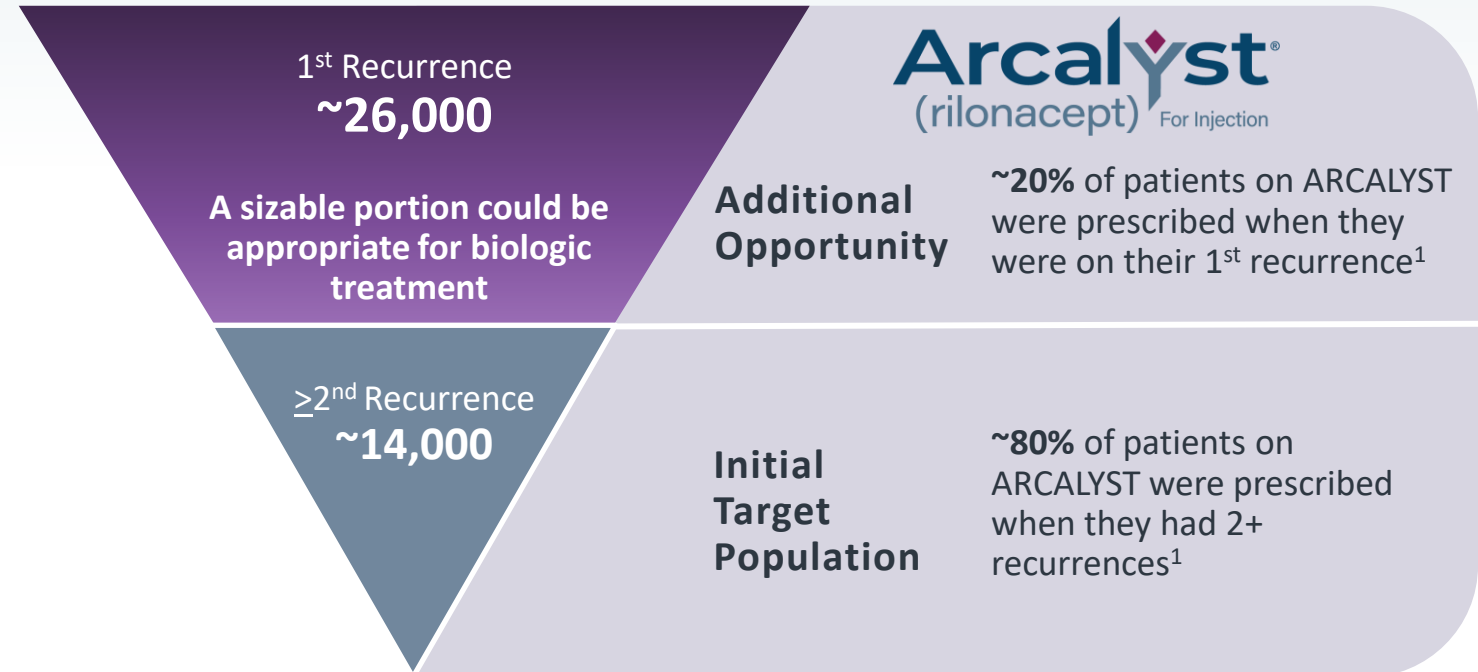 1st Recurrence
~26,000
A sizable portion could be
appropriate for biologic
treatment
Arcalyst®
(rilonacept) For Injection
Additional
Opportunity
~20% of patients on ARCALYST
were prescribed when they
were on their 1st recurrence1
≥2nd Recurrence
~14,000
Initial
Target
Population
~80% of patients on
ARCALYST were prescribed
when they had 2+
recurrences1